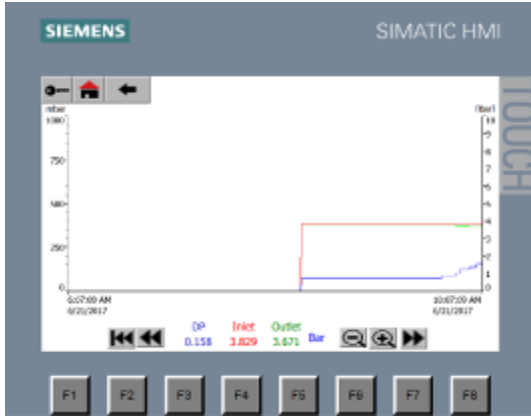 SIEMENS
SIMATIC HMI
TOUCH
mbar
[Bar]
1000
750
500
250
0
10
9
8
7
6
5
4
3
2
1
0
6:07:09 AM
6/21/2017
10:07:09 AM
6/21/2017
DP Inlet Outlet
0.158 3.829 3.671 Bar
F1 F2 F3 F4 F5 F6 F7 F8